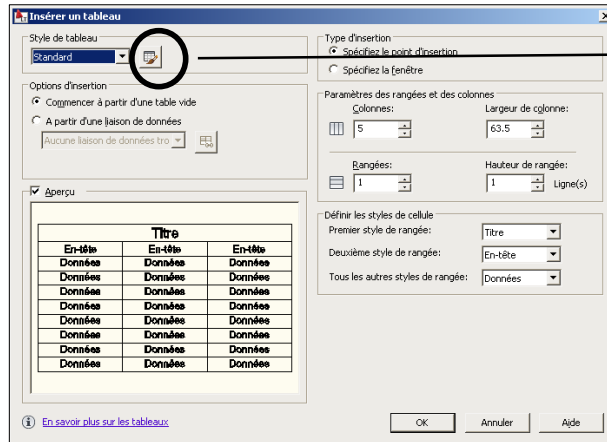 Insérer un tableau
Style de tableau
Standard
Options d'insertion
Commencer à partir d'une table vide
A partir d'une liaison de données
Aucune liaison de données tro
Aperçu
Titre
En-tête En-tête En-tête
Données Données Données
Données Données Données
Données Données Données
Données Données Données
Données Données Données
Données Données Données
Données Données Données
Données Données Données
En savoir plus sur les tableaux
Type d'insertion
Spécifiez le point d'insertion
Spécifiez la fenêtre
Paramètres des rangées et des colonnes
Colonnes: Largeur de colonne:
5 63.5
Rangées: Hauteur de rangée:
1 1 Ligne(s)
Définir les styles de cellule
Premier style de rangée: Titre
Deuxième style de rangée: En-tête
Tous les autres styles de rangée: Données
OK Annuler Aide